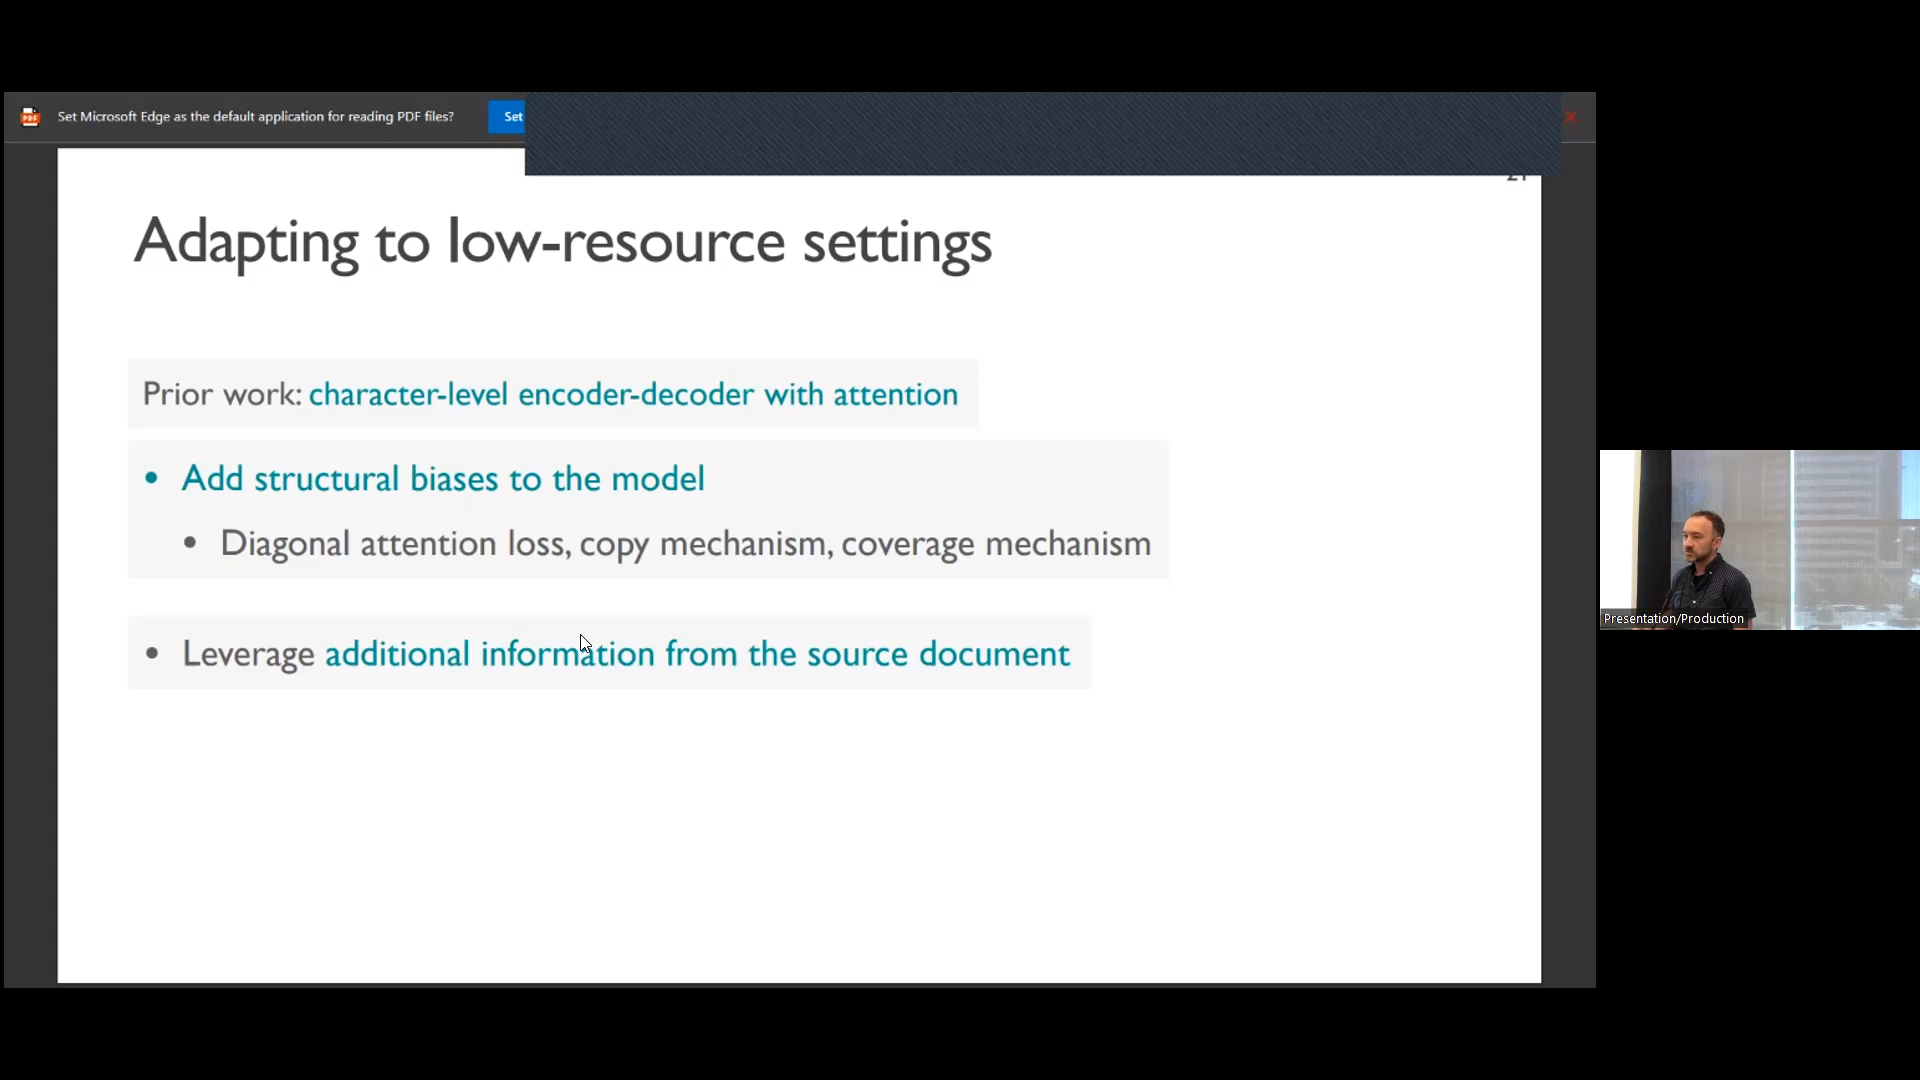 Set Microsoft Edge as the default application for reading PDF files?
Set
Adapting to low-resource settings
Prior work: character-level encoder-decoder with attention
• Add structural biases to the model
• Diagonal attention loss, copy mechanism, coverage mechanism
• Leverage additional information from the source document
Presentation/Production